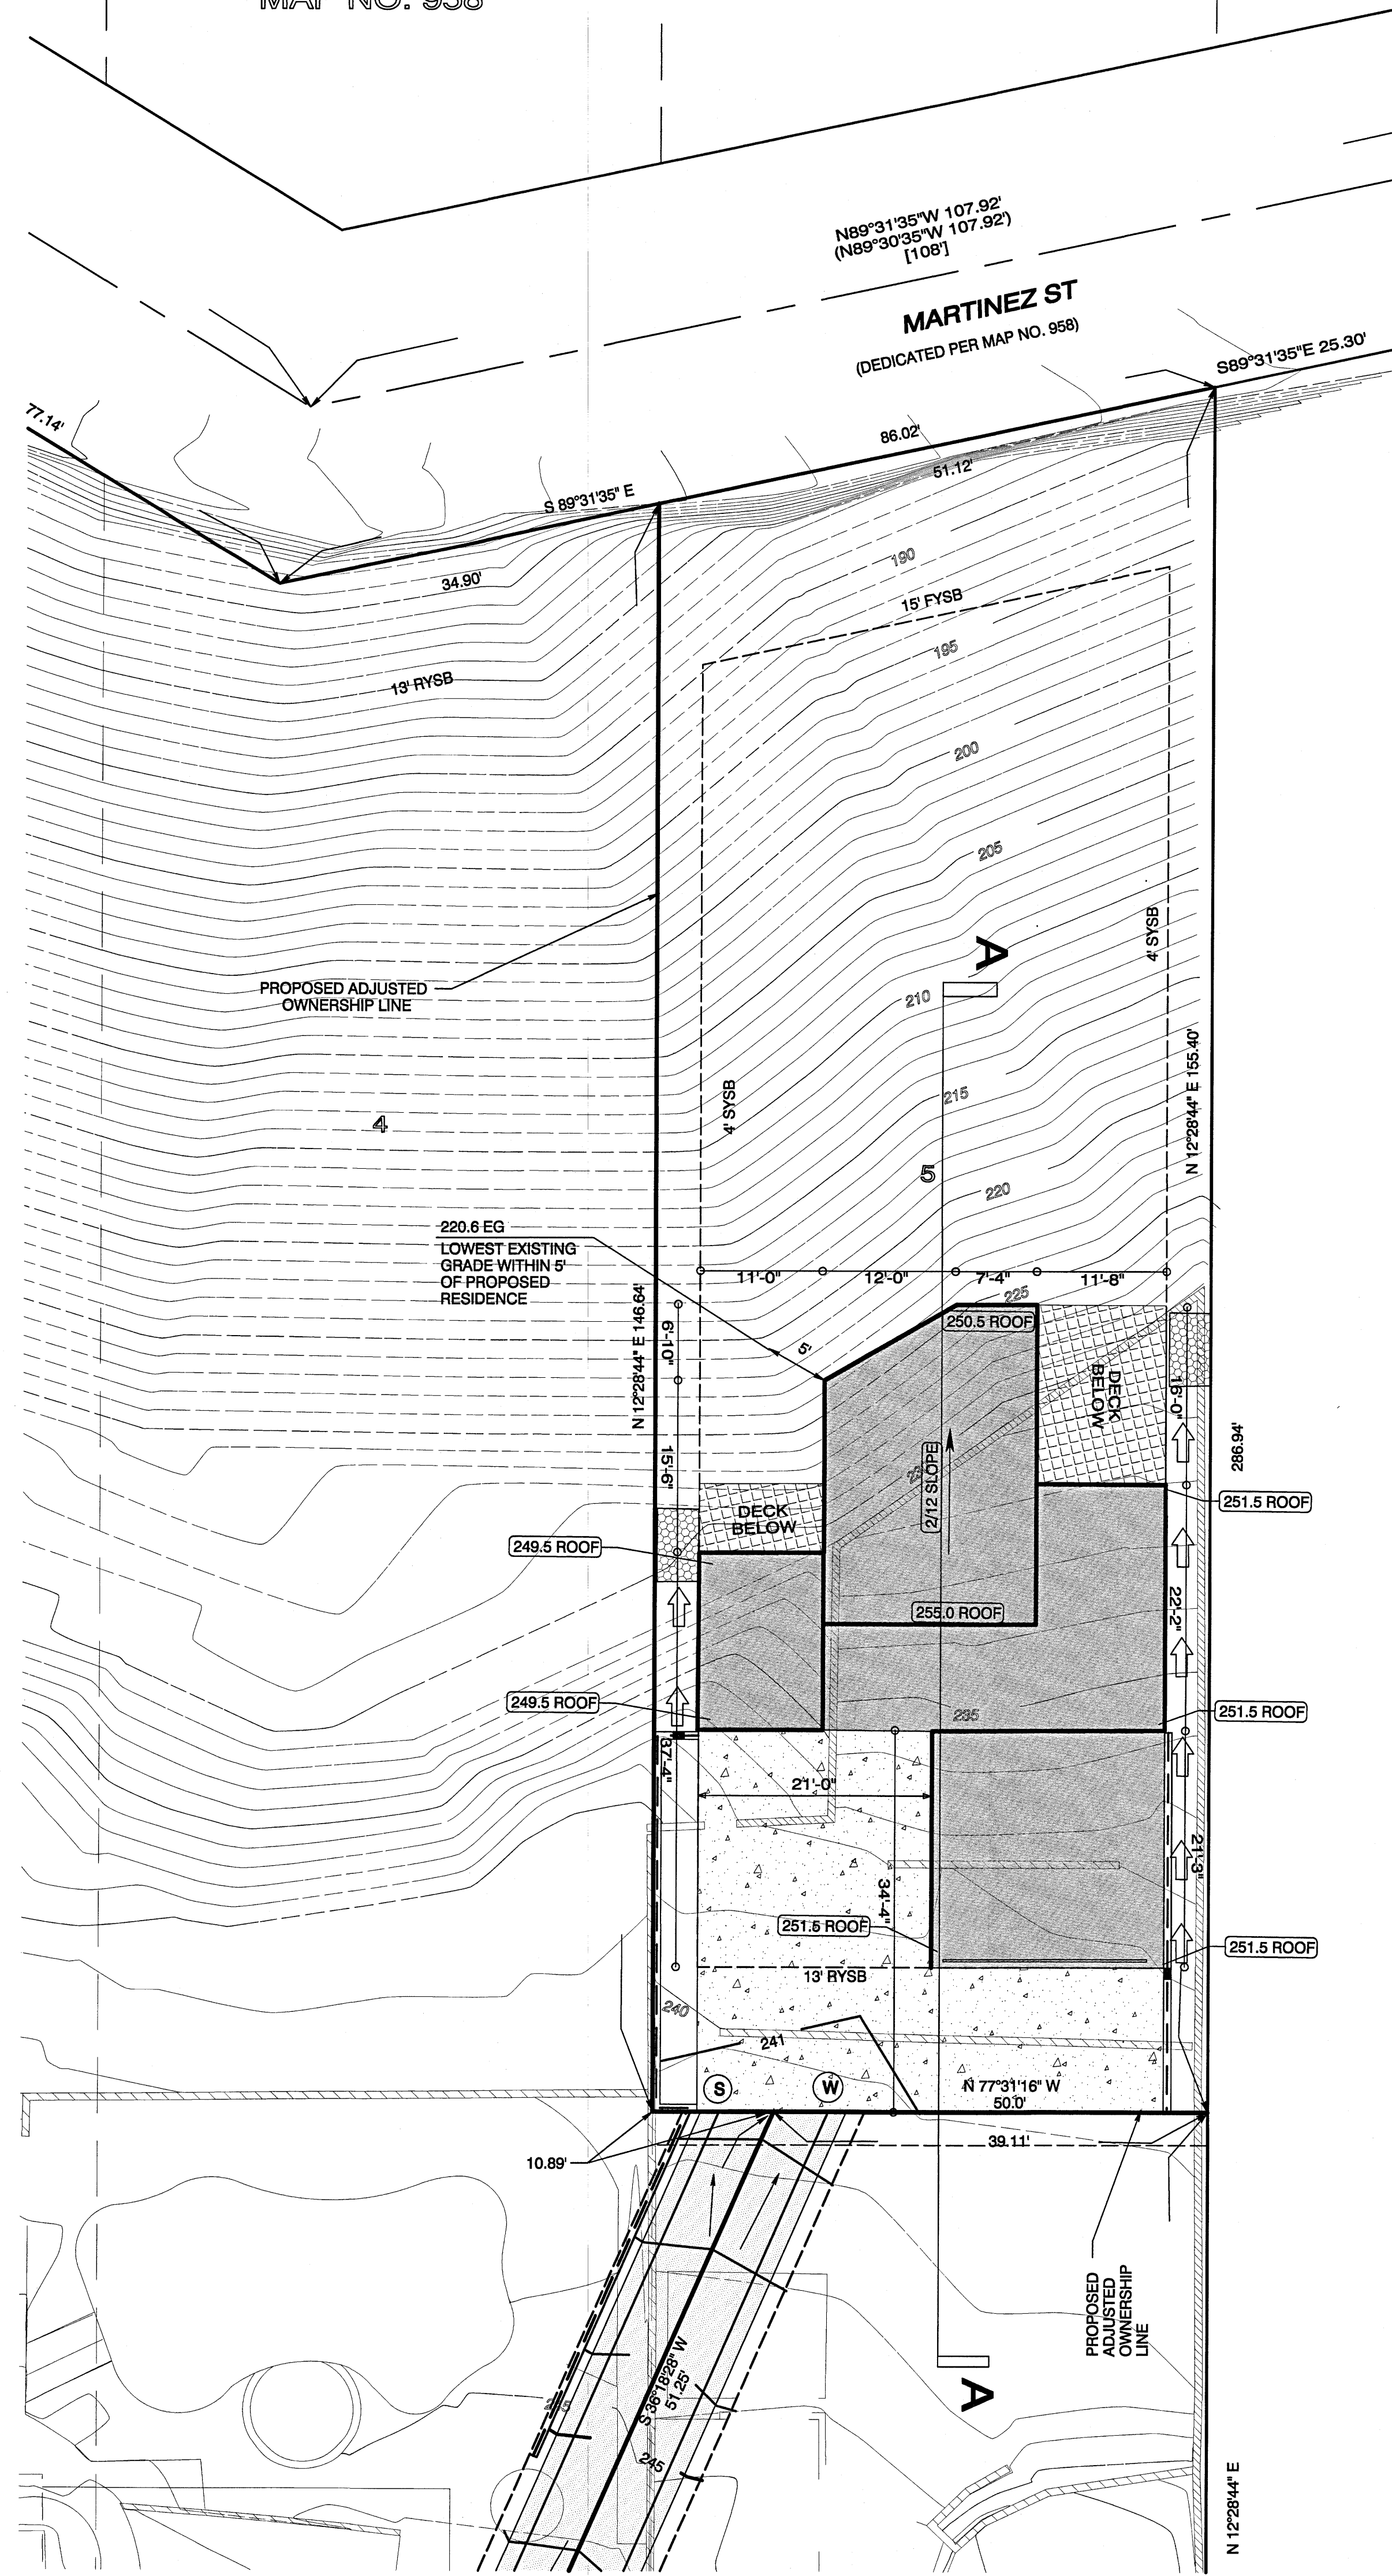 MAP NO. 958
N89°31'35"W 107.92'
(N89°30'35"W 107.92')
[108']
MARTINEZ ST
(DEDICATED PER MAP NO. 958)
S89°31'35"E 25.30'
77.14'
86.02'
51.12'
S 89°31'35" E
34.90'
190
15' FYSB
195
13' RYSB
200
205
4' SYSB
A
PROPOSED ADJUSTED
OWNERSHIP LINE
210
N 12°28'44" E 155.40'
4' SYSB
215
4
5
220
220.6 EG
LOWEST EXISTING
GRADE WITHIN 5'
OF PROPOSED
RESIDENCE
11'-0"
12'-0"
7'-4"
11'-8"
225
N 12°28'44" E 146.64'
6'-10"
5'
250.5 ROOF
DECK
BELOW
16'-0"
286.94'
15'-6"
2/12 SLOPE
251.5 ROOF
DECK
BELOW
249.5 ROOF
22'-2"
255.0 ROOF
249.5 ROOF
251.5 ROOF
235
37'-4"
21'-0"
21'-3"
34'-4"
251.5 ROOF
251.5 ROOF
13' RYSB
240
241
S
W
N 77°31'16" W
50.0'
39.11'
10.89'
PROPOSED
ADJUSTED
OWNERSHIP
LINE
S 36°18'28" W
51.25'
A
245
N 12°28'44" E